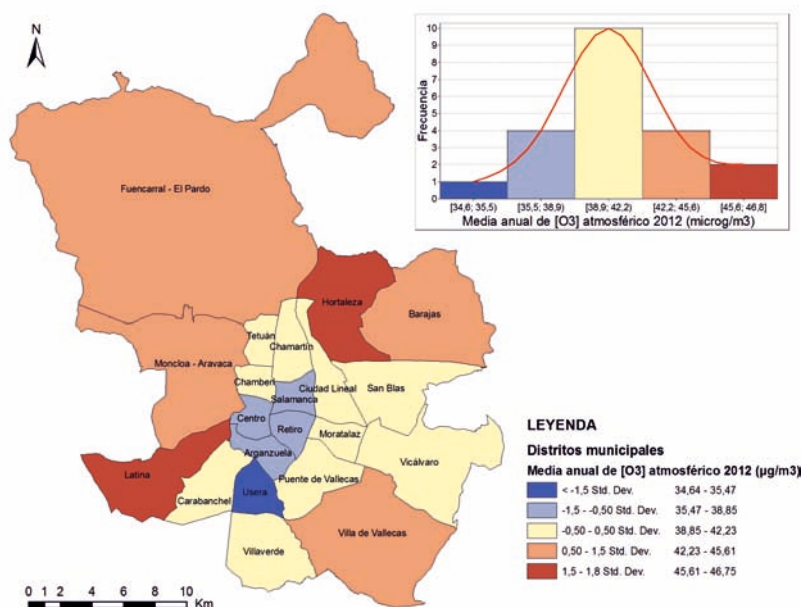 N
Fuencarral - El Pardo
Hortaleza
Barajas
Tetuán
Chamartín
Moncloa - Aravaca
Chamberí
Ciudad Lineal
San Blas
Salamanca
Centro
Retiro
Moratalaz
Arganzuela
Latina
Vicálvaro
Puente de Vallecas
Carabanchel
Usera
Villa de Vallecas
Villaverde
0 1 2 4 6 8 10
Km
Frecuencia
10
9
8
7
6
5
4
3
2
1
0
[34,6; 35,5) [35,5; 38,9) [38,9; 42,2) [42,2; 45,6) [45,6; 46,8]
Media anual de [O3] atmosférico 2012 (microg/m3)
LEYENDA
Distritos municipales
Media anual de [O3] atmosférico 2012 (µg/m3)
< -1,5 Std. Dev. 34,64 - 35,47
-1,5 - -0,50 Std. Dev. 35,47 - 38,85
-0,50 - 0,50 Std. Dev. 38,85 - 42,23
0,50 - 1,5 Std. Dev. 42,23 - 45,61
1,5 - 1,8 Std. Dev. 45,61 - 46,75